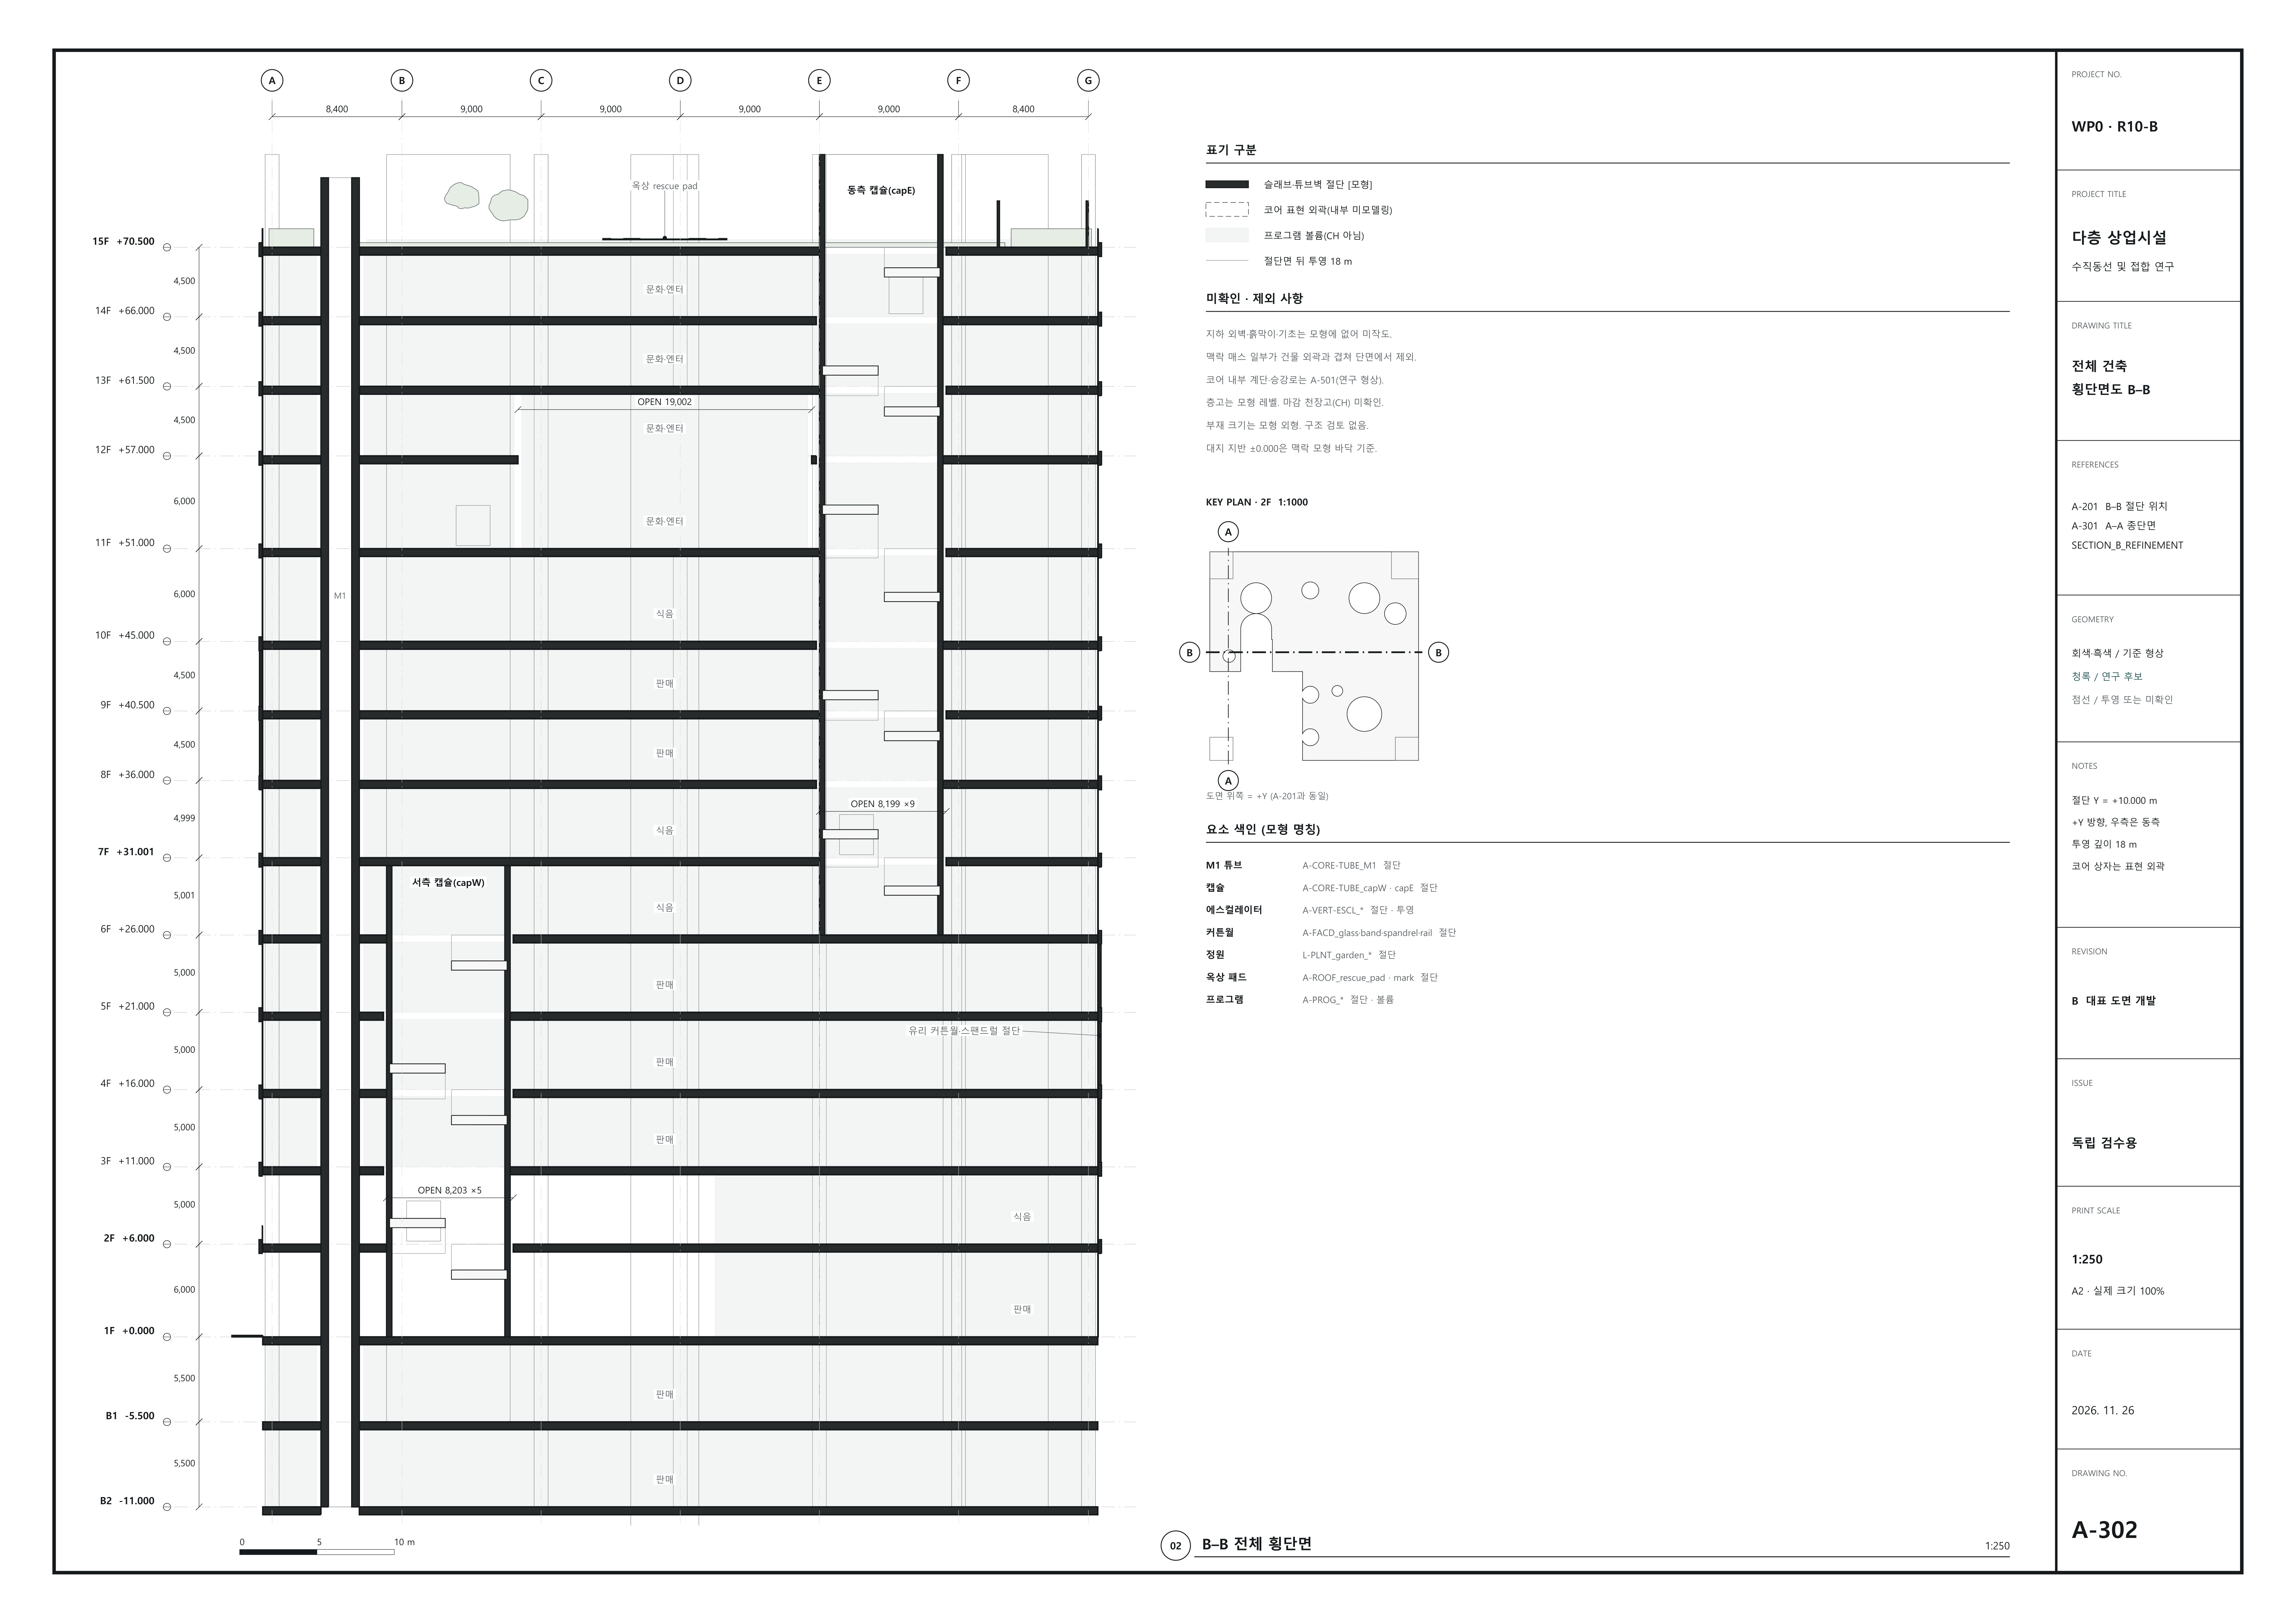 A B C D E F G
8,400 9,000 9,000 9,000 9,000 8,400
옥상 rescue pad
동측 캡슐(capE)
15F +70.500
4,500
문화·엔터
14F +66.000
4,500
문화·엔터
13F +61.500
OPEN 19,002
4,500
문화·엔터
12F +57.000
6,000
문화·엔터
11F +51.000
6,000
M1
식음
10F +45.000
4,500
판매
9F +40.500
4,500
판매
8F +36.000
OPEN 8,199 ×9
4,999
식음
7F +31.001
서측 캡슐(capW)
5,001
식음
6F +26.000
5,000
판매
5F +21.000
유리 커튼월·스팬드럴 절단
5,000
판매
4F +16.000
5,000
판매
3F +11.000
OPEN 8,203 ×5
5,000
식음
2F +6.000
6,000
판매
1F +0.000
5,500
판매
B1 -5.500
5,500
판매
B2 -11.000
0 5 10 m
표기 구분
슬래브·튜브벽 절단 [모형]
코어 표현 외곽(내부 미모델링)
프로그램 볼륨(CH 아님)
절단면 뒤 투영 18 m
미확인 · 제외 사항
지하 외벽·흙막이·기초는 모형에 없어 미작도.
맥락 매스 일부가 건물 외곽과 겹쳐 단면에서 제외.
코어 내부 계단·승강로는 A-501(연구 형상).
층고는 모형 레벨. 마감 천장고(CH) 미확인.
부재 크기는 모형 외형. 구조 검토 없음.
대지 지반 ±0.000은 맥락 모형 바닥 기준.
KEY PLAN · 2F 1:1000
A
B B
A
도면 위쪽 = +Y (A-201과 동일)
요소 색인 (모형 명칭)
M1 튜브 A-CORE-TUBE_M1 절단
캡슐 A-CORE-TUBE_capW · capE 절단
에스컬레이터 A-VERT-ESCL_* 절단 · 투영
커튼월 A-FACD_glass·band·spandrel·rail 절단
정원 L-PLNT_garden_* 절단
옥상 패드 A-ROOF_rescue_pad · mark 절단
프로그램 A-PROG_* 절단 · 볼륨
02 B–B 전체 횡단면 1:250
PROJECT NO.
WP0 · R10-B
PROJECT TITLE
다층 상업시설
수직동선 및 접합 연구
DRAWING TITLE
전체 건축
횡단면도 B–B
REFERENCES
A-201 B–B 절단 위치
A-301 A–A 종단면
SECTION_B_REFINEMENT
GEOMETRY
회색·흑색 / 기준 형상
청록 / 연구 후보
점선 / 투영 또는 미확인
NOTES
절단 Y = +10.000 m
+Y 방향, 우측은 동측
투영 깊이 18 m
코어 상자는 표현 외곽
REVISION
B 대표 도면 개발
ISSUE
독립 검수용
PRINT SCALE
1:250
A2 · 실제 크기 100%
DATE
2026. 11. 26
DRAWING NO.
A-302